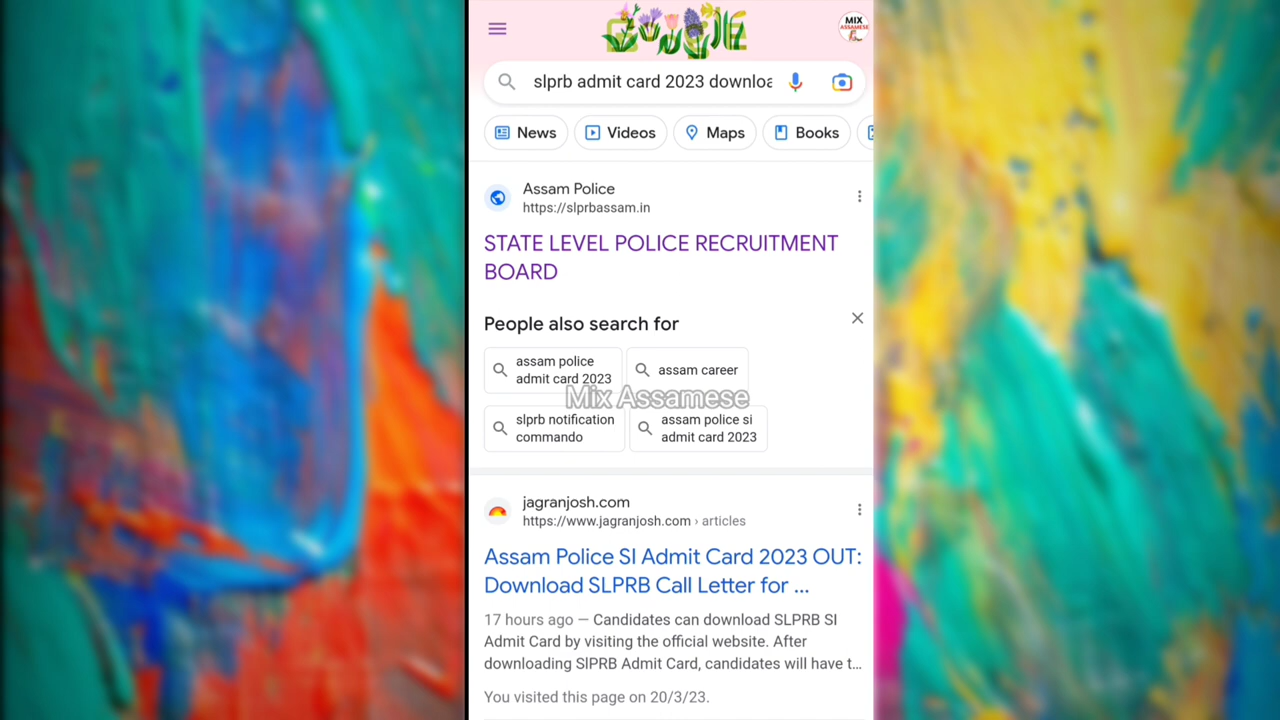 Google
MIX
ASSAMESE
slprb admit card 2023 downloa
News
Videos
Maps
Books
Assam Police
https://slprbassam.in
STATE LEVEL POLICE RECRUITMENT
BOARD
People also search for
assam police
admit card 2023
assam career
Mix Assamese
slprb notification
commando
assam police si
admit card 2023
jagranjosh.com
https://www.jagranjosh.com › articles
Assam Police SI Admit Card 2023 OUT:
Download SLPRB Call Letter for ...
17 hours ago — Candidates can download SLPRB SI
Admit Card by visiting the official website. After
downloading SlPRB Admit Card, candidates will have t...
You visited this page on 20/3/23.